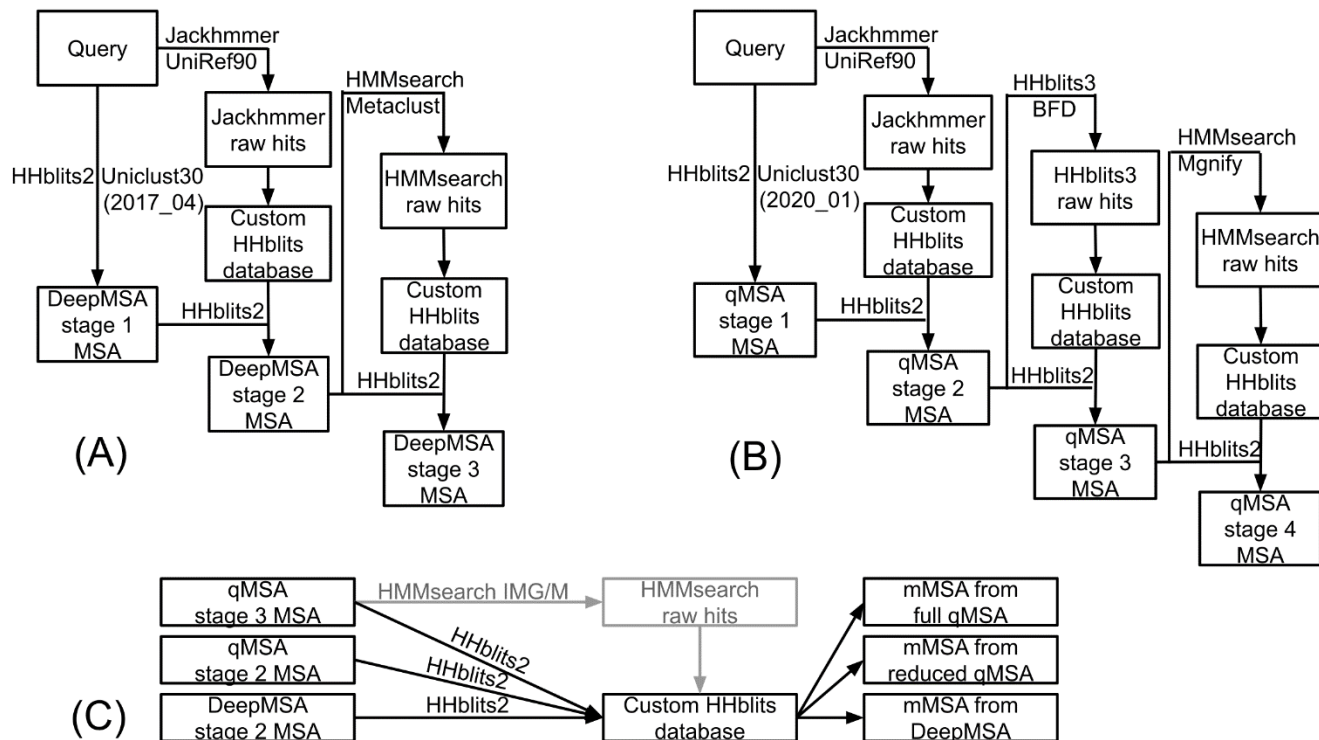 Query
Jackhmmer
UniRef90
HHblits2
Uniclust30
(2017_04)
Jackhmmer
raw hits
Custom
HHblits
database
HMMsearch
Metaclust
HMMsearch
raw hits
Custom
HHblits
database
DeepMSA
stage 1
MSA
HHblits2
DeepMSA
stage 2
MSA
HHblits2
DeepMSA
stage 3
MSA
(A)
Query
Jackhmmer
UniRef90
HHblits2
Uniclust30
(2020_01)
Jackhmmer
raw hits
Custom
HHblits
database
HHblits3
BFD
HHblits3
raw hits
Custom
HHblits
database
HMMsearch
Mgnify
HMMsearch
raw hits
Custom
HHblits
database
qMSA
stage 1
MSA
HHblits2
qMSA
stage 2
MSA
HHblits2
qMSA
stage 3
MSA
HHblits2
qMSA
stage 4
MSA
(B)
qMSA
stage 3 MSA
HMMsearch IMG/M
HMMsearch
raw hits
mMSA from
full qMSA
qMSA
stage 2 MSA
HHblits2
HHblits2
mMSA from
reduced qMSA
DeepMSA
stage 2 MSA
HHblits2
Custom HHblits
database
mMSA from
DeepMSA
(C)